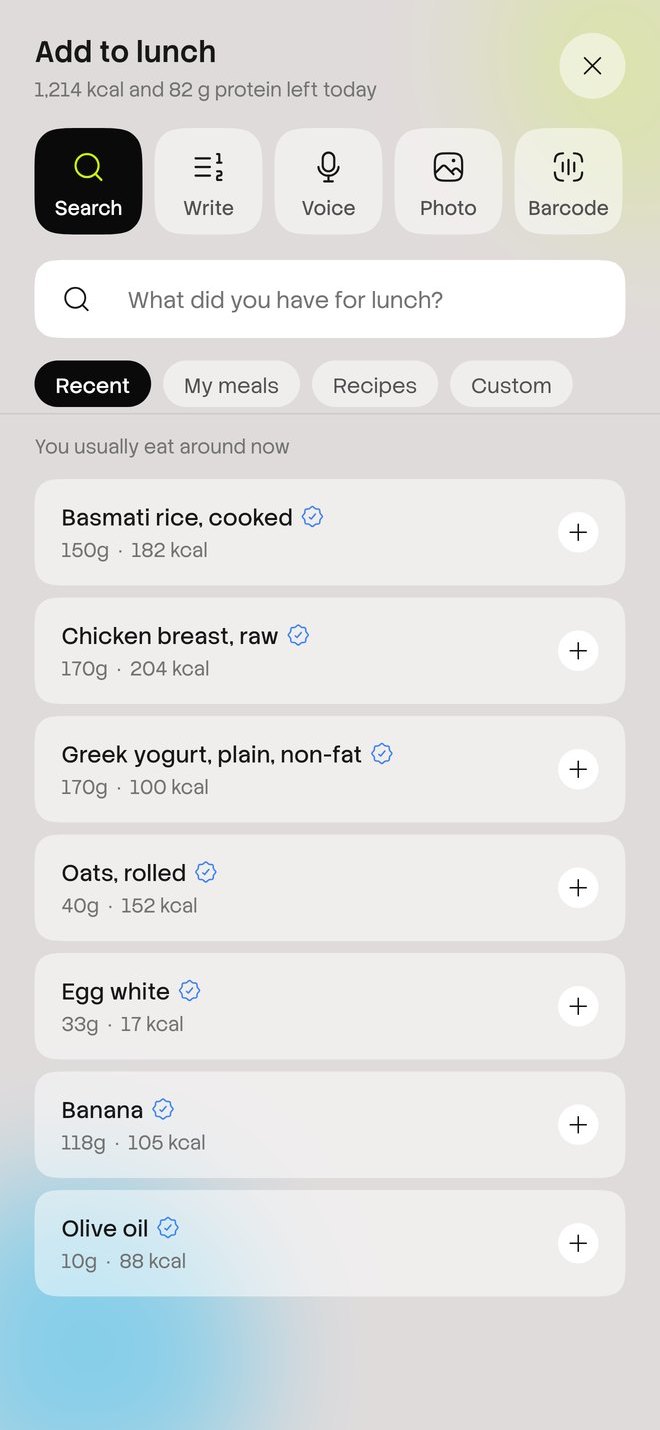 Add to lunch
1,214 kcal and 82 g protein left today
Search
Write
Voice
Photo
Barcode
What did you have for lunch?
Recent
My meals
Recipes
Custom
You usually eat around now
Basmati rice, cooked
150g · 182 kcal
Chicken breast, raw
170g · 204 kcal
Greek yogurt, plain, non-fat
170g · 100 kcal
Oats, rolled
40g · 152 kcal
Egg white
33g · 17 kcal
Banana
118g · 105 kcal
Olive oil
10g · 88 kcal